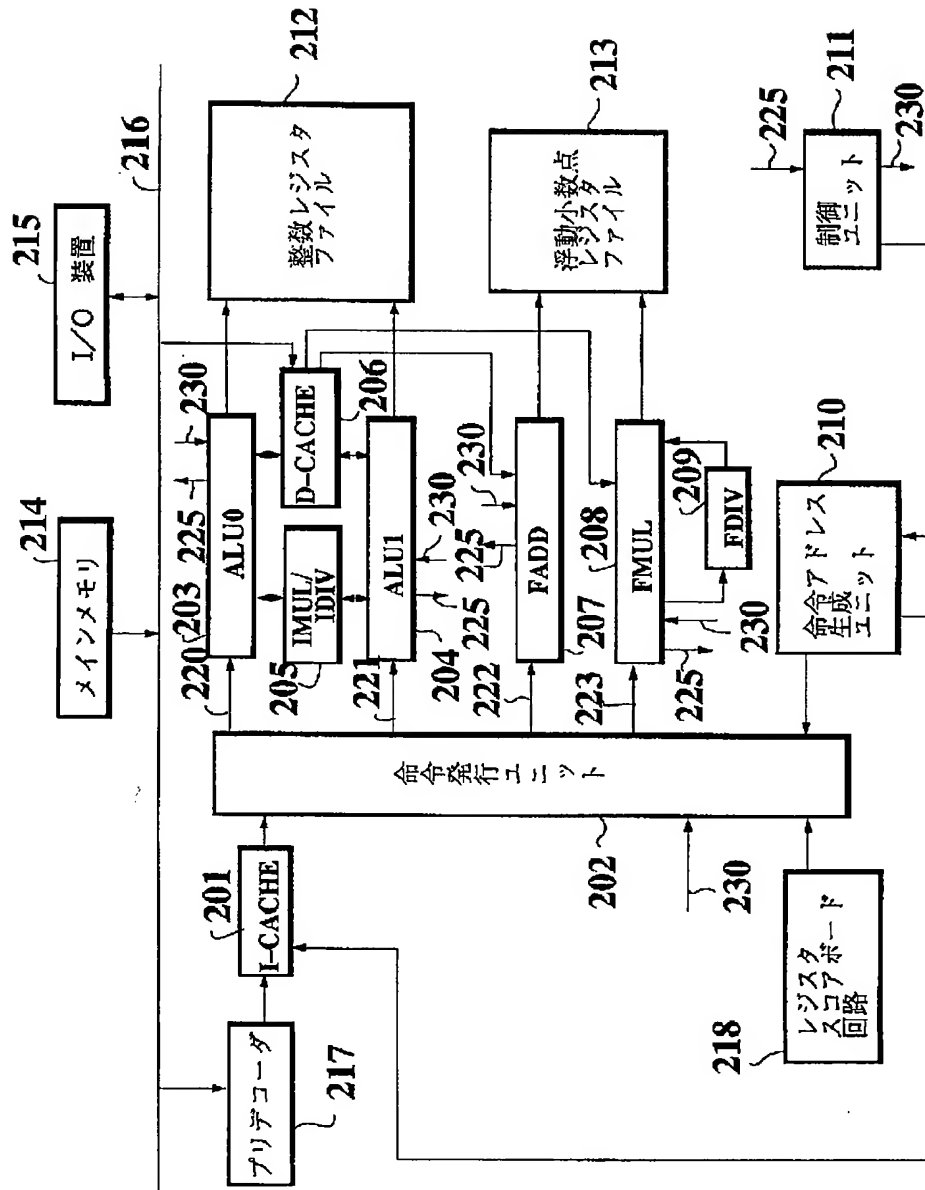 メインメモリ
214
I/O 装置
215
216
プリデコーダ
217
I-CACHE
201
命令発行ユニット
202
230
レジスタ
スコアボード
回路
218
220
203
225
230
ALU0
IMUL/
IDIV
205
D-CACHE
206
221
ALU1
204
225
230
222
FADD
207
225
230
223
FMUL
208
225
230
FDIV
209
命令アドレス
生成
ユニット
210
整数レジスタ
ファイル
212
浮動小数点
レジスタ
ファイル
213
225
制御
ユニット
211
230